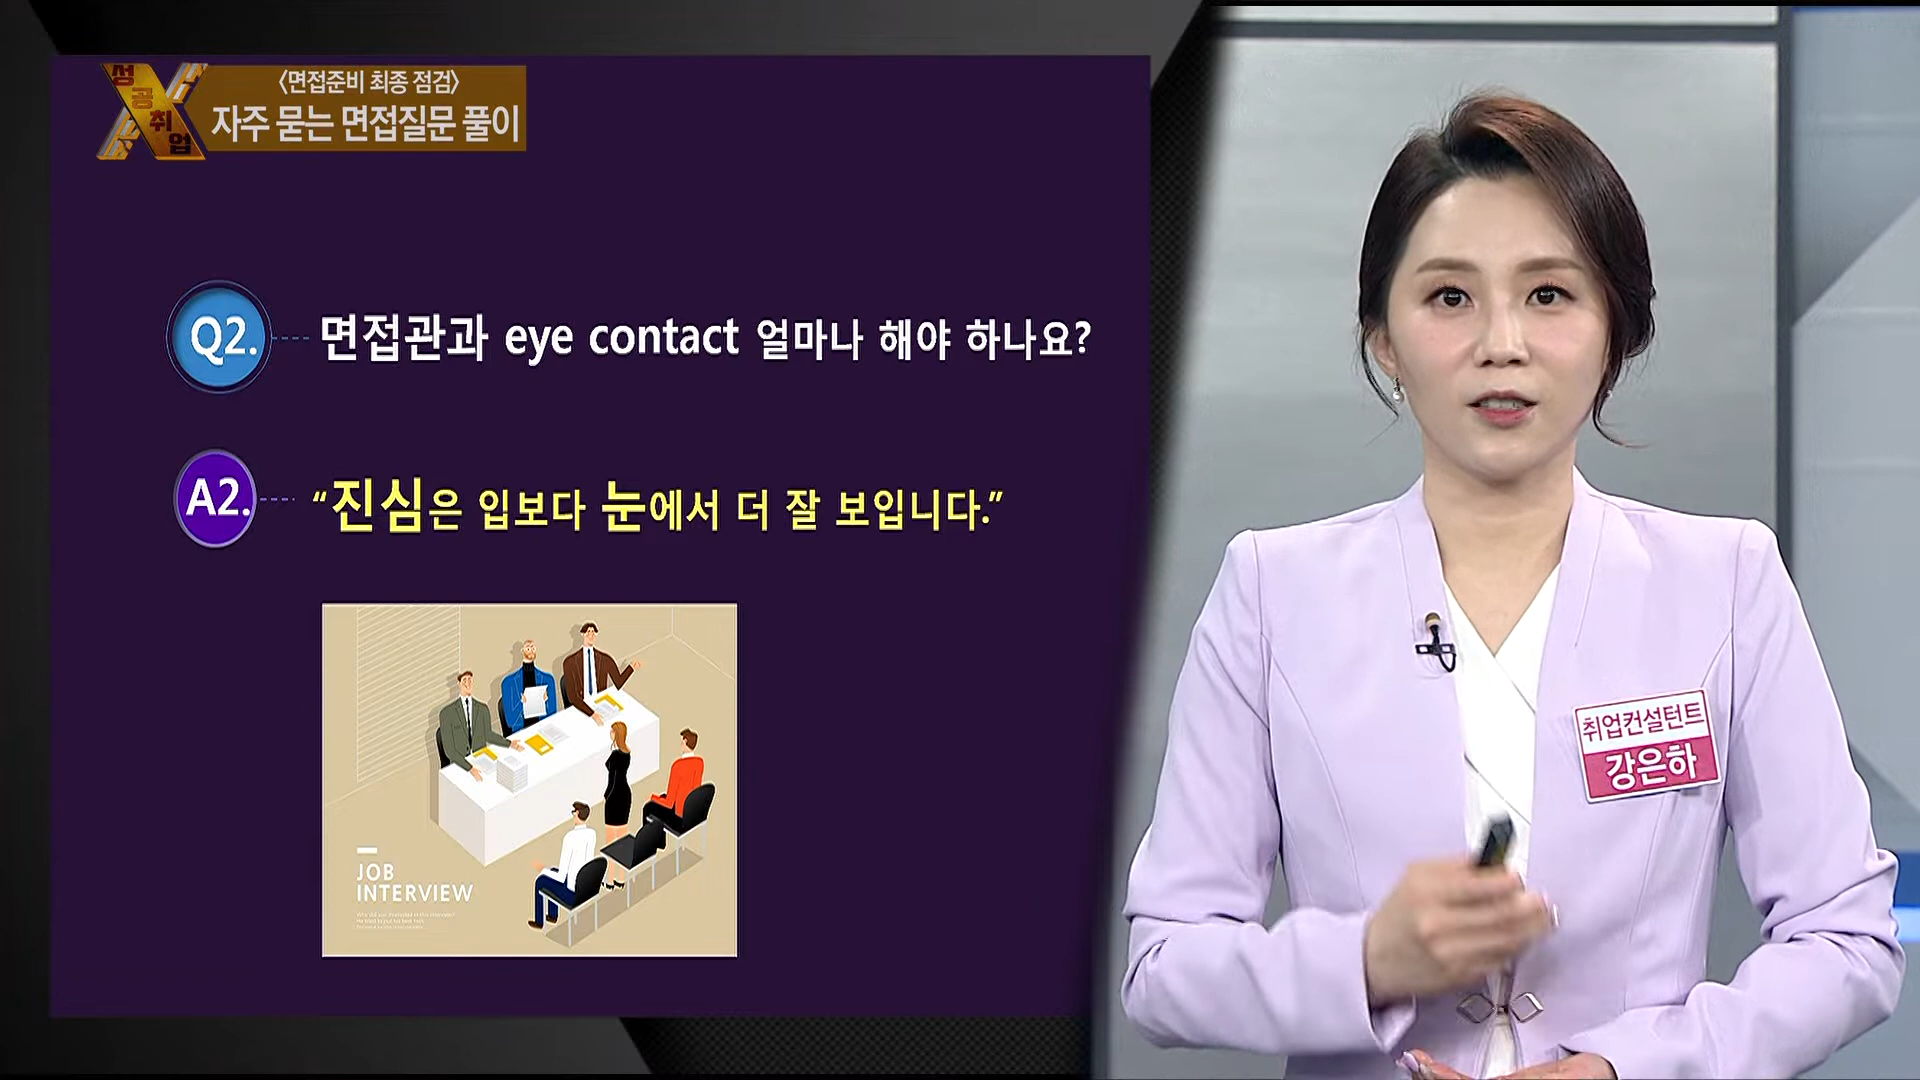 성공취업
<면접준비 최종 점검>
자주 묻는 면접질문 풀이
Q2. 면접관과 eye contact 얼마나 해야 하나요?
A2. “진심은 입보다 눈에서 더 잘 보입니다.”
JOB
INTERVIEW
취업컨설턴트
강은하